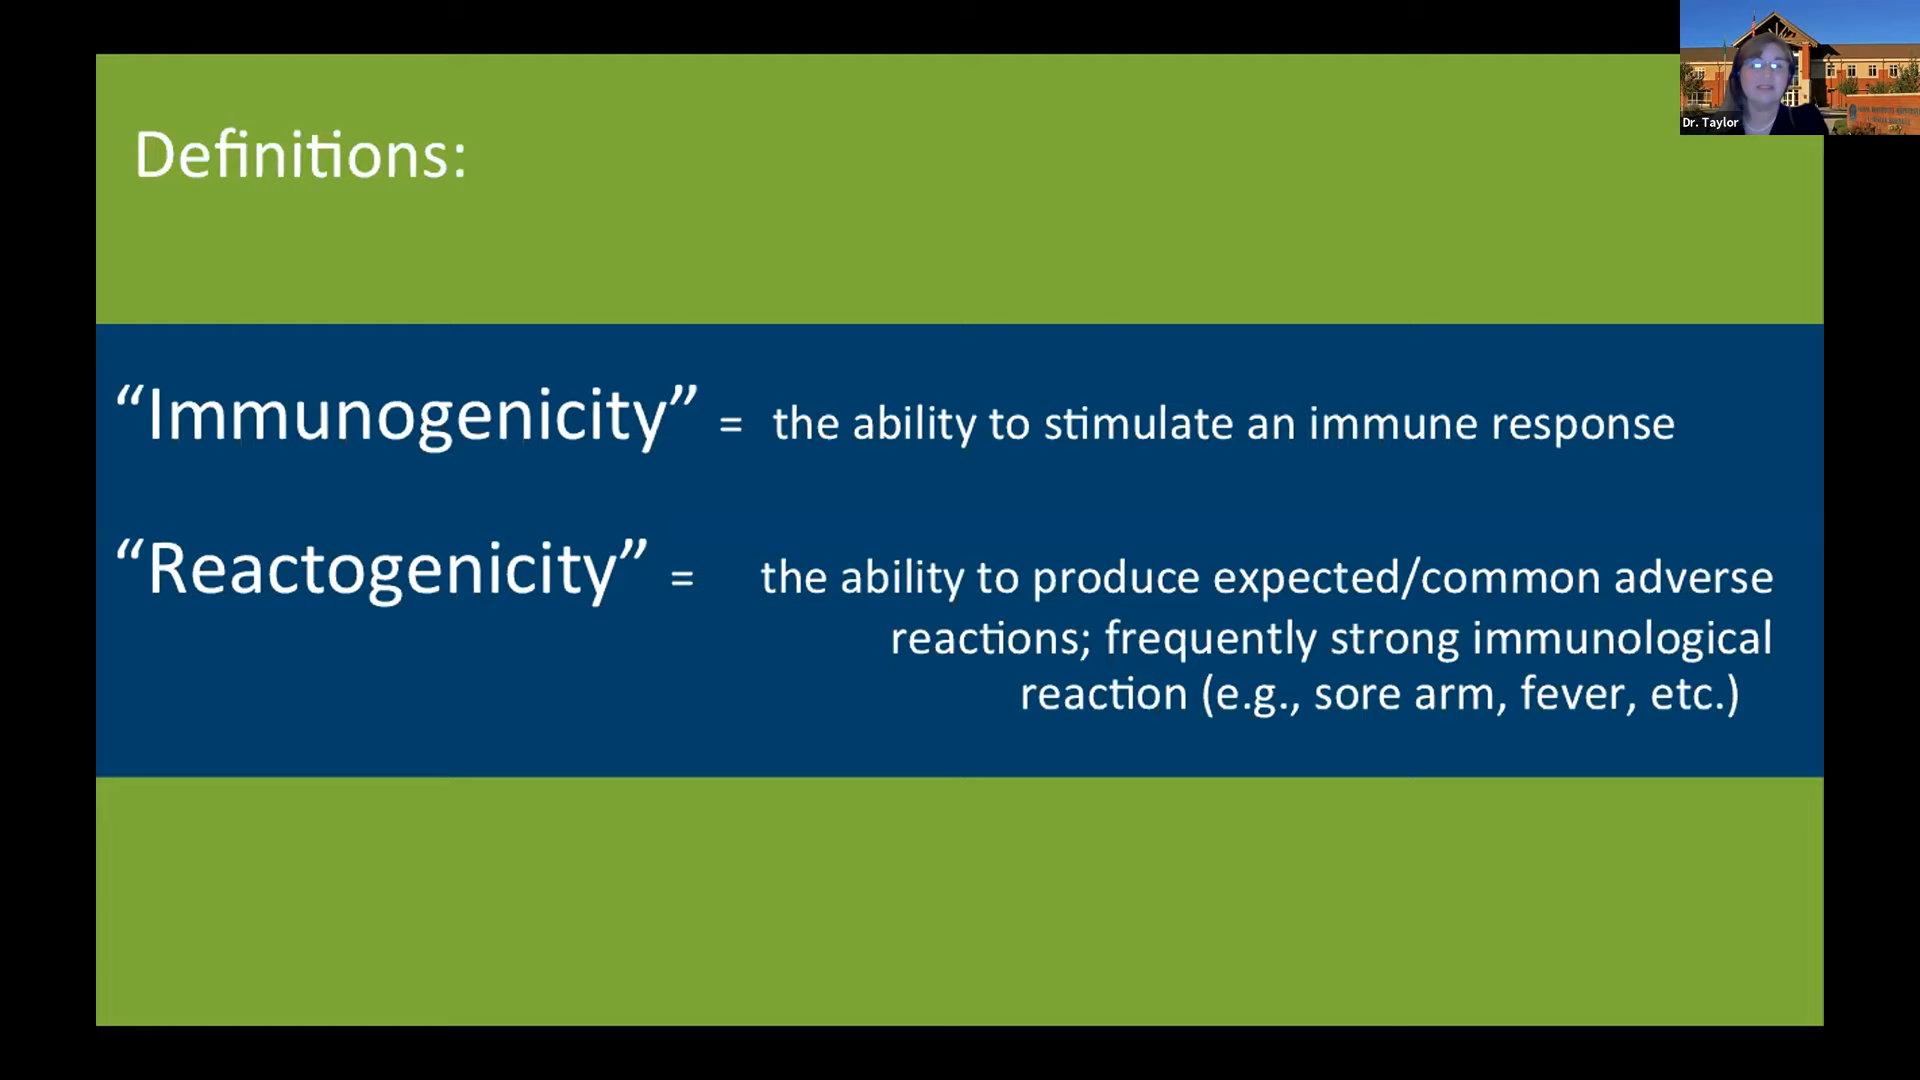 Dr. Taylor
Definitions:
“Immunogenicity” = the ability to stimulate an immune response
“Reactogenicity” = the ability to produce expected/common adverse
reactions; frequently strong immunological
reaction (e.g., sore arm, fever, etc.)